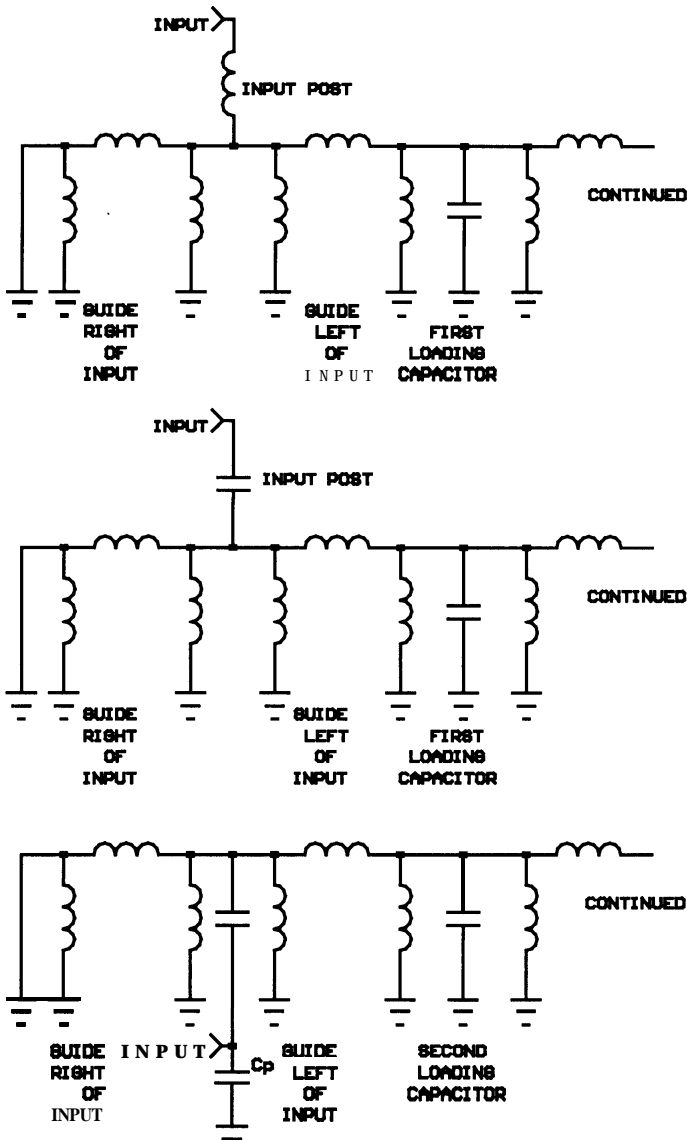 INPUT
INPUT POST
CONTINUED
GUIDE
RIGHT
OF
INPUT
GUIDE
LEFT
OF
INPUT
FIRST
LOADING
CAPACITOR
INPUT
INPUT POST
CONTINUED
GUIDE
RIGHT
OF
INPUT
GUIDE
LEFT
OF
INPUT
FIRST
LOADING
CAPACITOR
CONTINUED
INPUT
Cp
GUIDE
RIGHT
OF
INPUT
GUIDE
LEFT
OF
INPUT
SECOND
LOADING
CAPACITOR